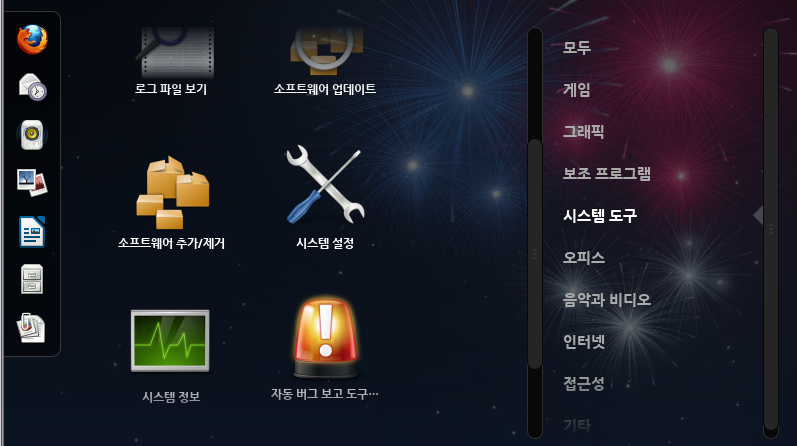 로그 파일 보기
소프트웨어 업데이트
소프트웨어 추가/제거
시스템 설정
시스템 정보
자동 버그 보고 도구…
모두
게임
그래픽
보조 프로그램
시스템 도구
오피스
음악과 비디오
인터넷
접근성
기타